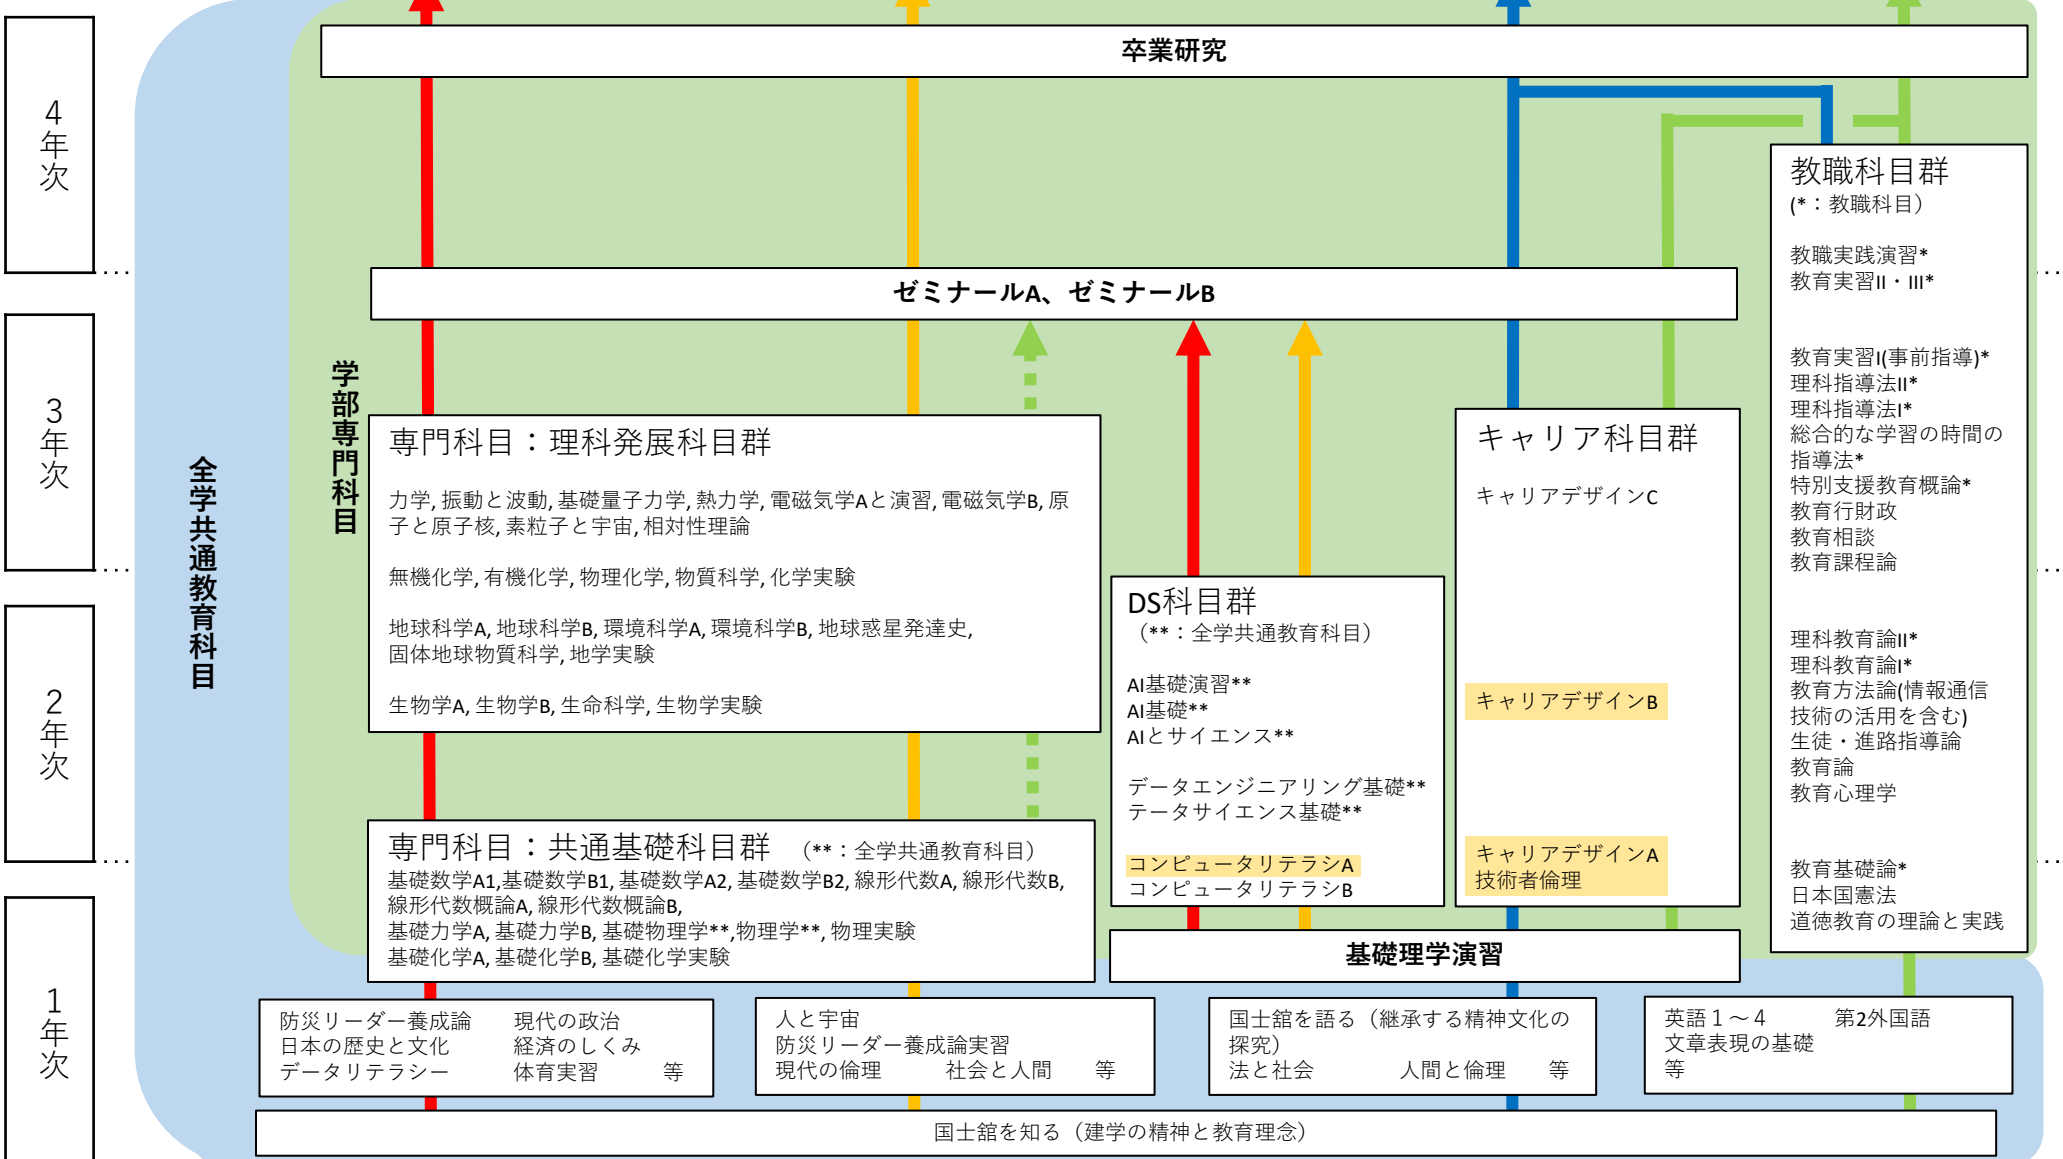 卒業研究
4年次
教職科目群
(*：教職科目）
教職実践演習*
教育実習II・III*
教育実習I(事前指導)*
理科指導法II*
理科指導法I*
総合的な学習の時間の
指導法*
特別支援教育概論*
教育行財政
教育相談
教育課程論
理科教育論II*
理科教育論I*
教育方法論(情報通信
技術の活用を含む)
生徒・進路指導論
教育論
教育心理学
教育基礎論*
日本国憲法
道徳教育の理論と実践
ゼミナールA、ゼミナールB
3年次
学部専門科目
全学共通教育科目
専門科目：理科発展科目群
力学, 振動と波動, 基礎量子力学, 熱力学, 電磁気学Aと演習, 電磁気学B, 原
子と原子核, 素粒子と宇宙, 相対性理論
無機化学, 有機化学, 物理化学, 物質科学, 化学実験
地球科学A, 地球科学B, 環境科学A, 環境科学B, 地球惑星発達史,
固体地球物質科学, 地学実験
生物学A, 生物学B, 生命科学, 生物学実験
キャリア科目群
キャリアデザインC
キャリアデザインB
キャリアデザインA
技術者倫理
DS科目群
（**：全学共通教育科目）
AI基礎演習**
AI基礎**
AIとサイエンス**
データエンジニアリング基礎**
テータサイエンス基礎**
コンピュータリテラシA
コンピュータリテラシB
2年次
専門科目：共通基礎科目群 （**：全学共通教育科目）
基礎数学A1,基礎数学B1, 基礎数学A2, 基礎数学B2, 線形代数A, 線形代数B,
線形代数概論A, 線形代数概論B,
基礎力学A, 基礎力学B, 基礎物理学**,物理学**, 物理実験
基礎化学A, 基礎化学B, 基礎化学実験
基礎理学演習
1年次
防災リーダー養成論 現代の政治
日本の歴史と文化 経済のしくみ
データリテラシー 体育実習 等
人と宇宙
防災リーダー養成論実習
現代の倫理 社会と人間 等
国士舘を語る（継承する精神文化の
探究）
法と社会 人間と倫理 等
英語１～４ 第2外国語
文章表現の基礎
等
国士舘を知る（建学の精神と教育理念）